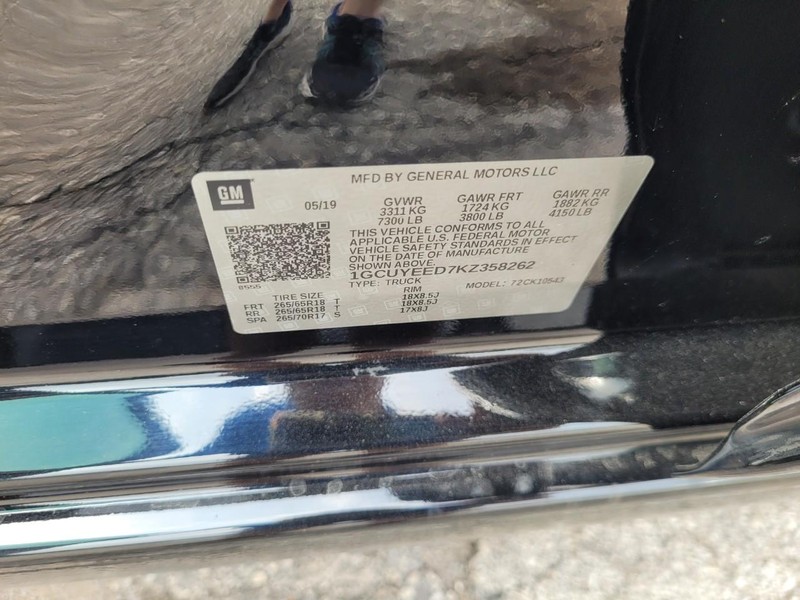 MFD BY GENERAL MOTORS LLC
GM
05/19
GVWR GAWR FRT GAWR RR
3311 KG 1724 KG 1882 KG
7300 LB 3800 LB 4150 LB
THIS VEHICLE CONFORMS TO ALL
APPLICABLE U.S. FEDERAL MOTOR
VEHICLE SAFETY STANDARDS IN EFFECT
ON THE DATE OF MANUFACTURE
SHOWN ABOVE.
1GCUYEED7KZ358262
8555
TYPE: TRUCK MODEL: 72CK10543
TIRE SIZE RIM
FRT 265/65R18 T 18X8.5J
RR 265/65R18 T 18X8.5J
SPA 265/70R17 S 17X8J